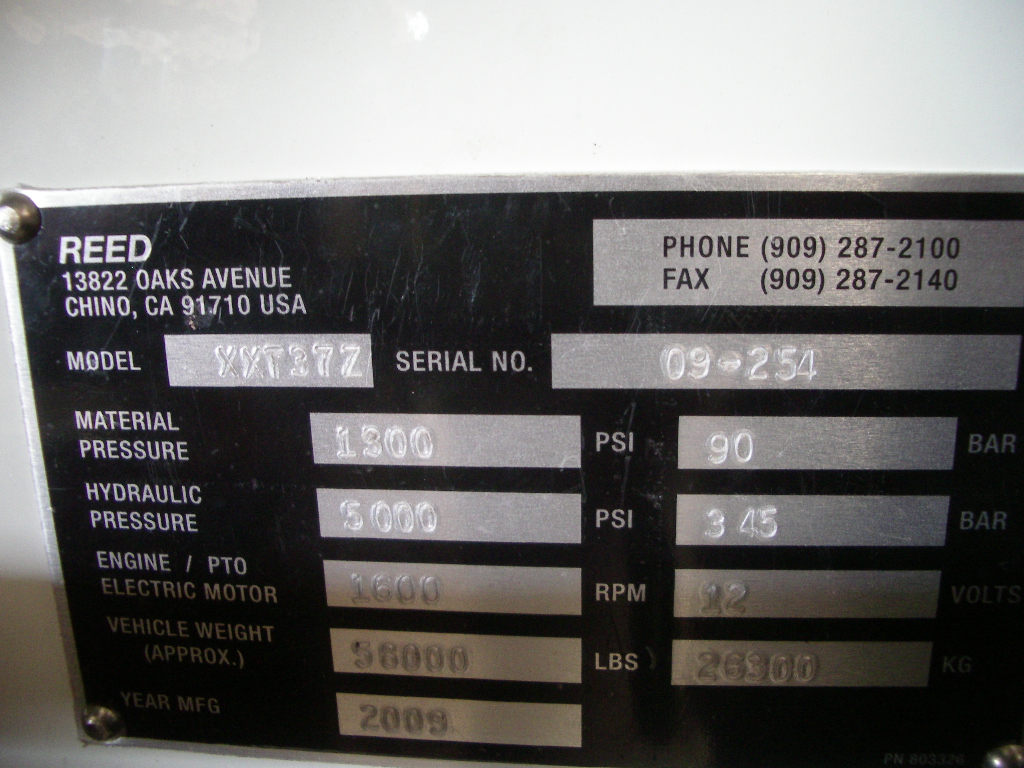 REED
13822 OAKS AVENUE
CHINO, CA 91710 USA
PHONE (909) 287-2100
FAX (909) 287-2140
MODEL XXT37Z SERIAL NO. 09-254
MATERIAL PRESSURE 1300 PSI 90 BAR
HYDRAULIC PRESSURE 5000 PSI 345 BAR
ENGINE / PTO
ELECTRIC MOTOR 1600 RPM 12 VOLTS
VEHICLE WEIGHT
(APPROX.) 58000 LBS 26300 KG
YEAR MFG 2009
PN 803326